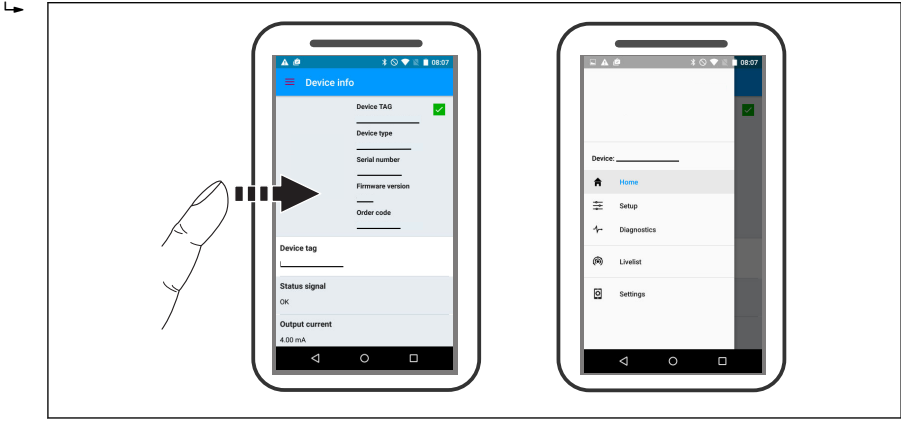 08:07
Device info
Device TAG
Device type
Serial number
Firmware version
Order code
Device tag
Status signal
OK
Output current
4.00 mA
08:07
Device:
Home
Setup
Diagnostics
Livelist
Settings